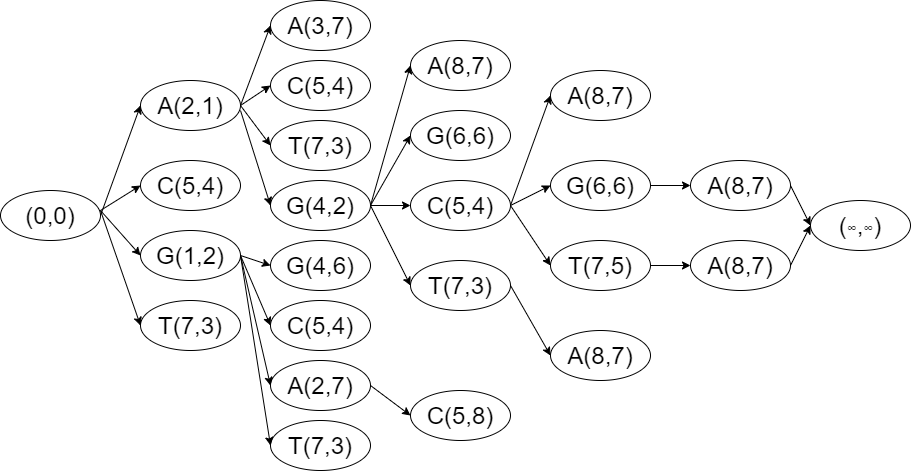 (0,0)
A(2,1)
C(5,4)
G(1,2)
T(7,3)
A(3,7)
C(5,4)
T(7,3)
G(4,2)
G(4,6)
C(5,4)
A(2,7)
T(7,3)
A(8,7)
G(6,6)
C(5,4)
T(7,3)
C(5,8)
A(8,7)
G(6,6)
T(7,5)
A(8,7)
A(8,7)
A(8,7)
(∞,∞)